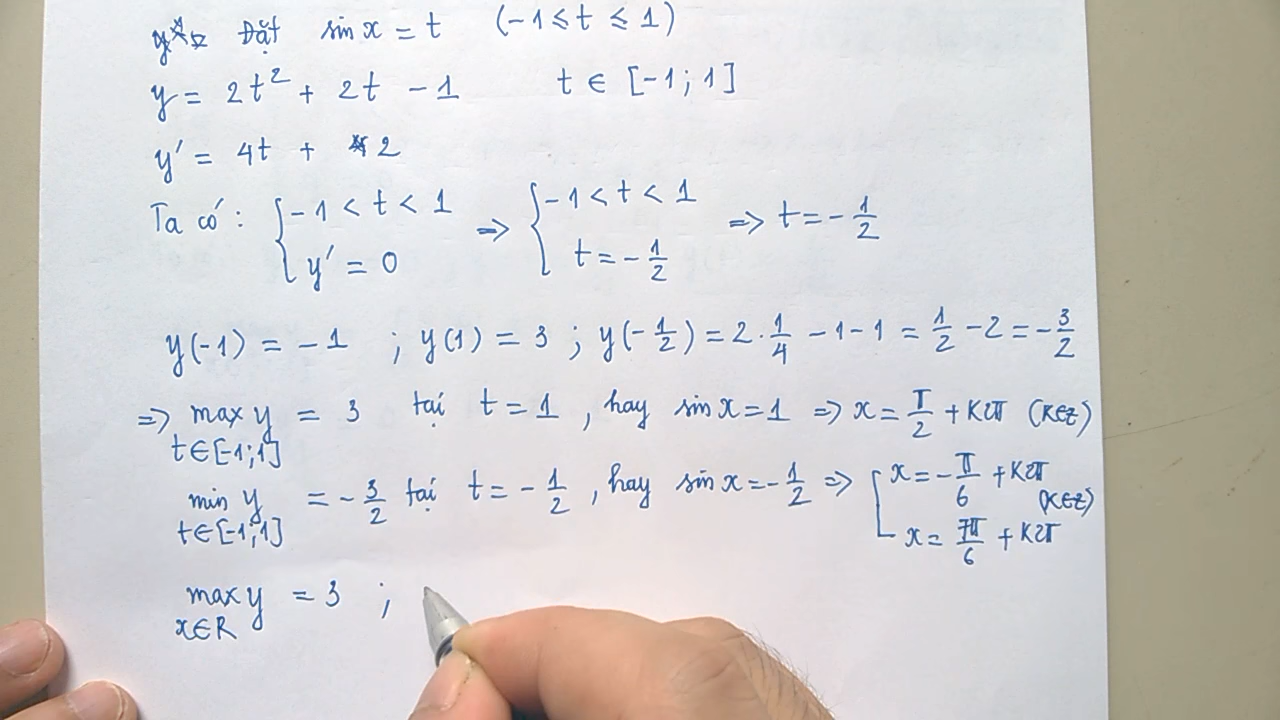 Đặt sin x = t (-1 ≤ t ≤ 1)
y = 2t² + 2t - 1 t ∈ [-1; 1]
y' = 4t + 2
Ta có: { -1 < t < 1 ⇒ { -1 < t < 1 ⇒ t = -1/2
y' = 0 t = -1/2
y(-1) = -1 ; y(1) = 3 ; y(-1/2) = 2·1/4 - 1 - 1 = 1/2 - 2 = -3/2
⇒ max y = 3 tại t = 1, hay sin x = 1 ⇒ x = π/2 + K2π (K∈Z)
t∈[-1;1]
min y = -3/2 tại t = -1/2, hay sin x = -1/2 ⇒ [ x = -π/6 + K2π (K∈Z)
t∈[-1;1] x = 7π/6 + K2π
max y = 3 ;
x∈R